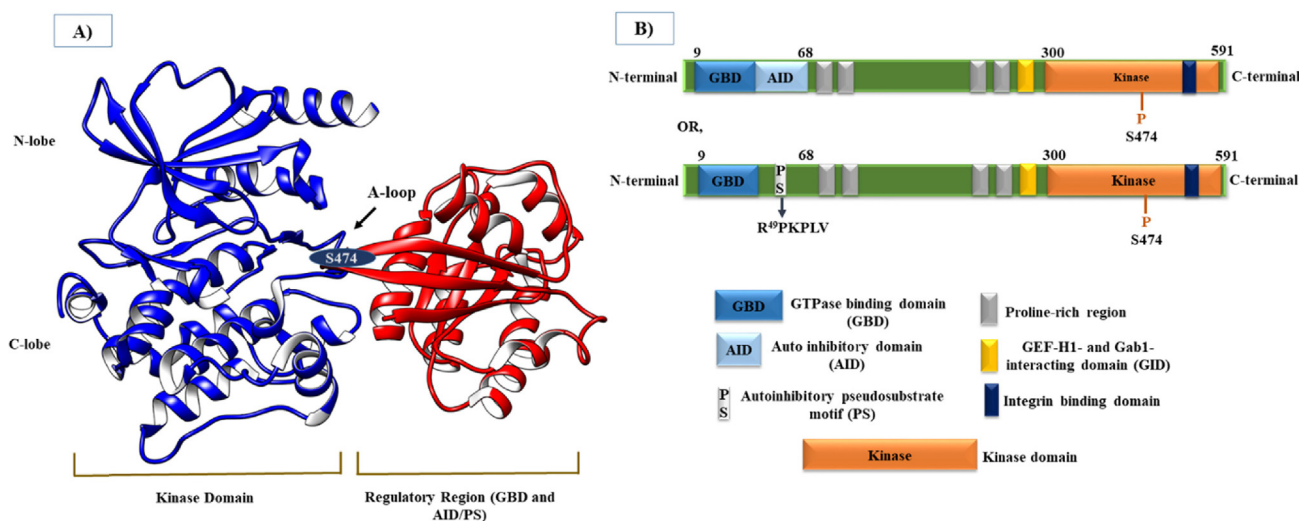 A)
N-lobe
A-loop
S474
C-lobe
Kinase Domain
Regulatory Region (GBD and
AID/PS)
B)
9 68 300 591
N-terminal GBD AID Kinase C-terminal
P
S474
OR,
9 68 300 591
N-terminal GBD PS Kinase C-terminal
R⁴⁹PKPLV
P
S474
GBD GTPase binding domain
(GBD)
AID Auto inhibitory domain
(AID)
PS Autoinhibitory pseudosubstrate
motif (PS)
Proline-rich region
GEF-H1- and Gab1-
interacting domain (GID)
Integrin binding domain
Kinase Kinase domain